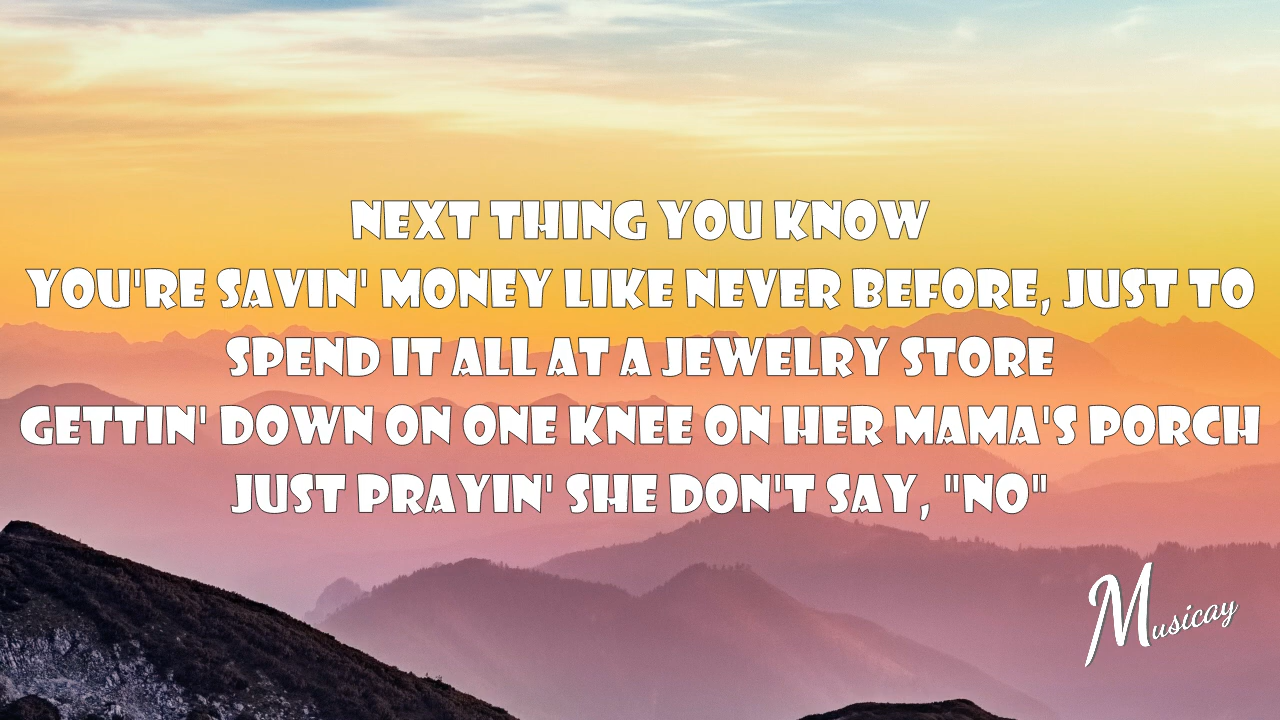 NEXT THING YOU KNOW
YOU'RE SAVIN' MONEY LIKE NEVER BEFORE, JUST TO
SPEND IT ALL AT A JEWELRY STORE
GETTIN' DOWN ON ONE KNEE ON HER MAMA'S PORCH
JUST PRAYIN' SHE DON'T SAY, "NO"
Musicay